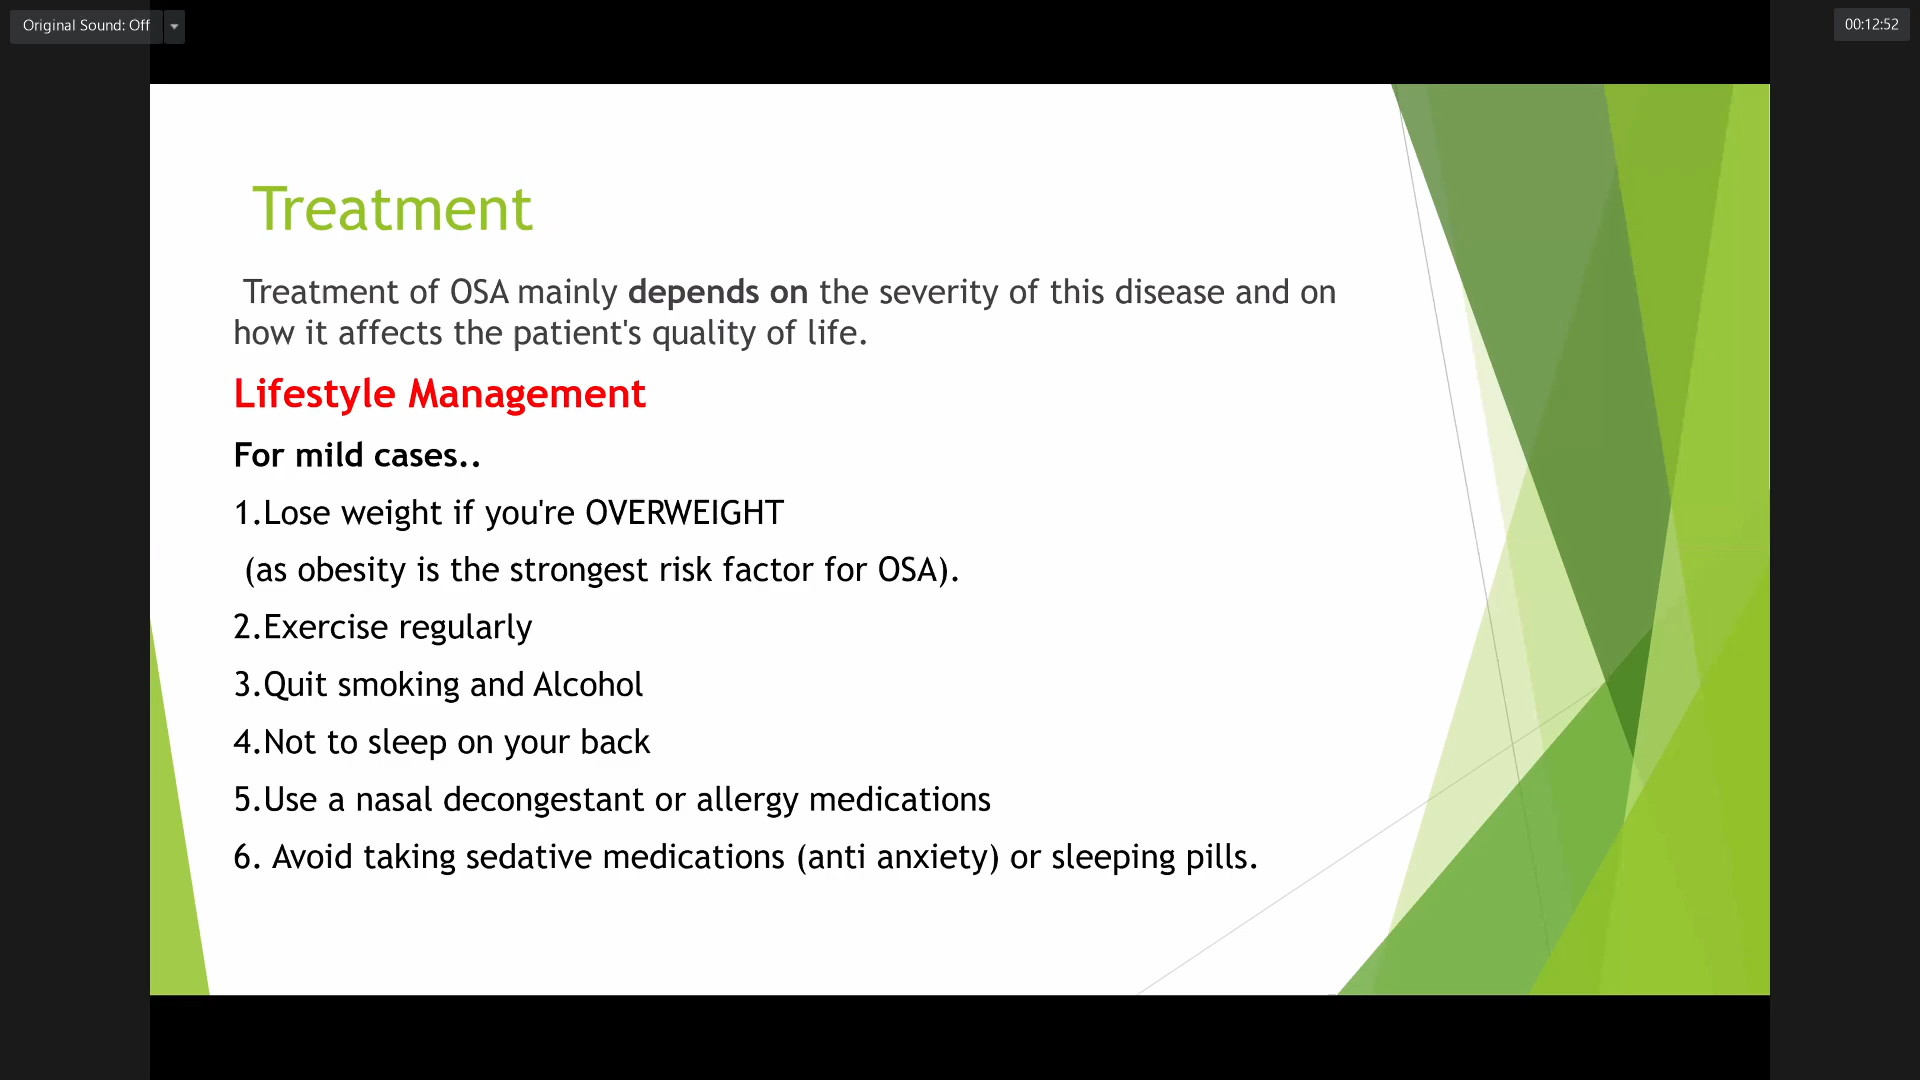 Original Sound: Off
00:12:52
Treatment
Treatment of OSA mainly depends on the severity of this disease and on
how it affects the patient's quality of life.
Lifestyle Management
For mild cases..
1.Lose weight if you're OVERWEIGHT
(as obesity is the strongest risk factor for OSA).
2.Exercise regularly
3.Quit smoking and Alcohol
4.Not to sleep on your back
5.Use a nasal decongestant or allergy medications
6. Avoid taking sedative medications (anti anxiety) or sleeping pills.